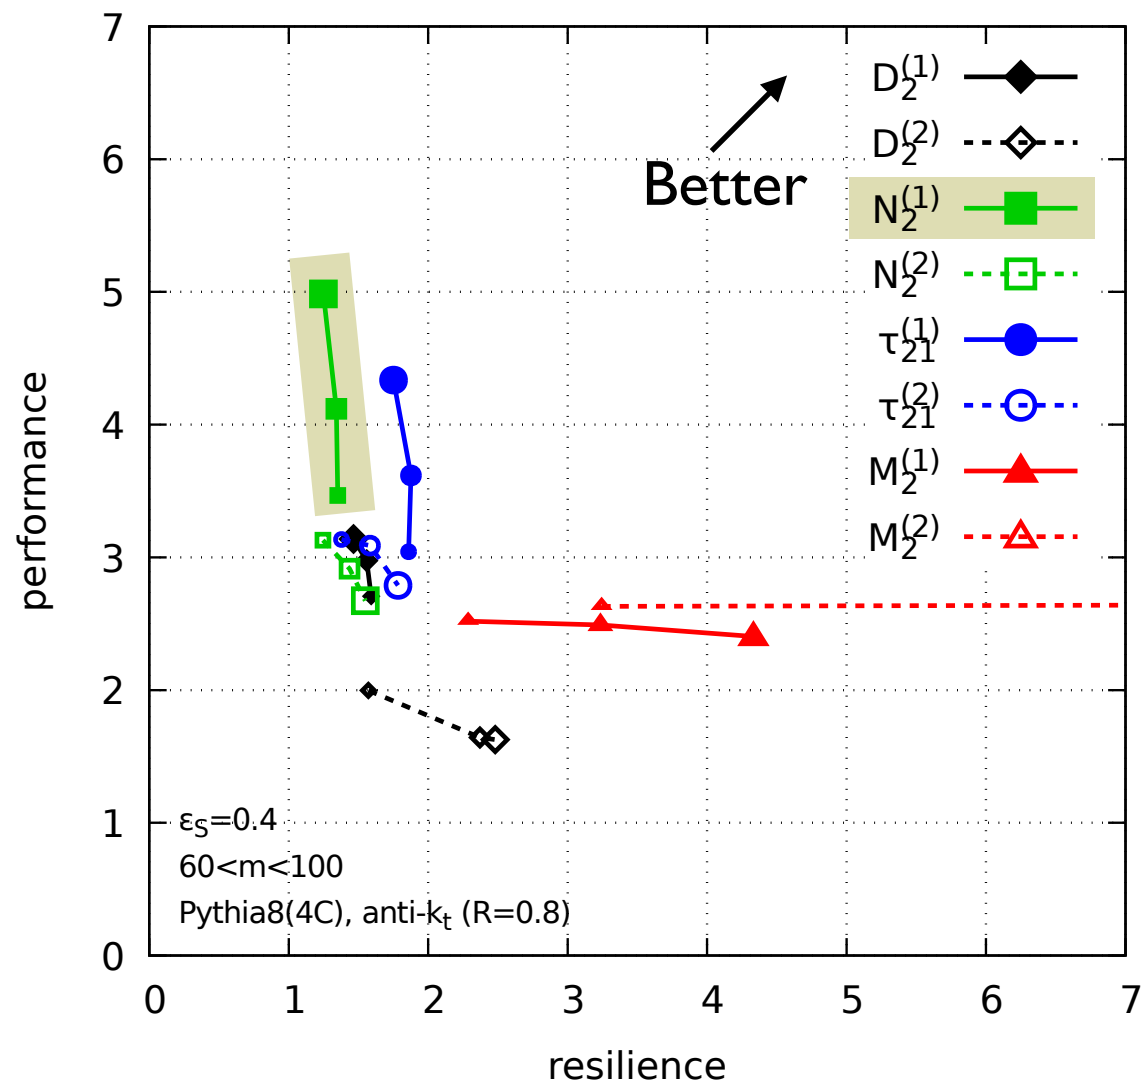 7
6
5
4
3
2
1
0
performance
0 1 2 3 4 5 6 7
resilience
Better
D₂⁽¹⁾
D₂⁽²⁾
N₂⁽¹⁾
N₂⁽²⁾
τ₂₁⁽¹⁾
τ₂₁⁽²⁾
M₂⁽¹⁾
M₂⁽²⁾
εS=0.4
60<m<100
Pythia8(4C), anti-kₜ (R=0.8)